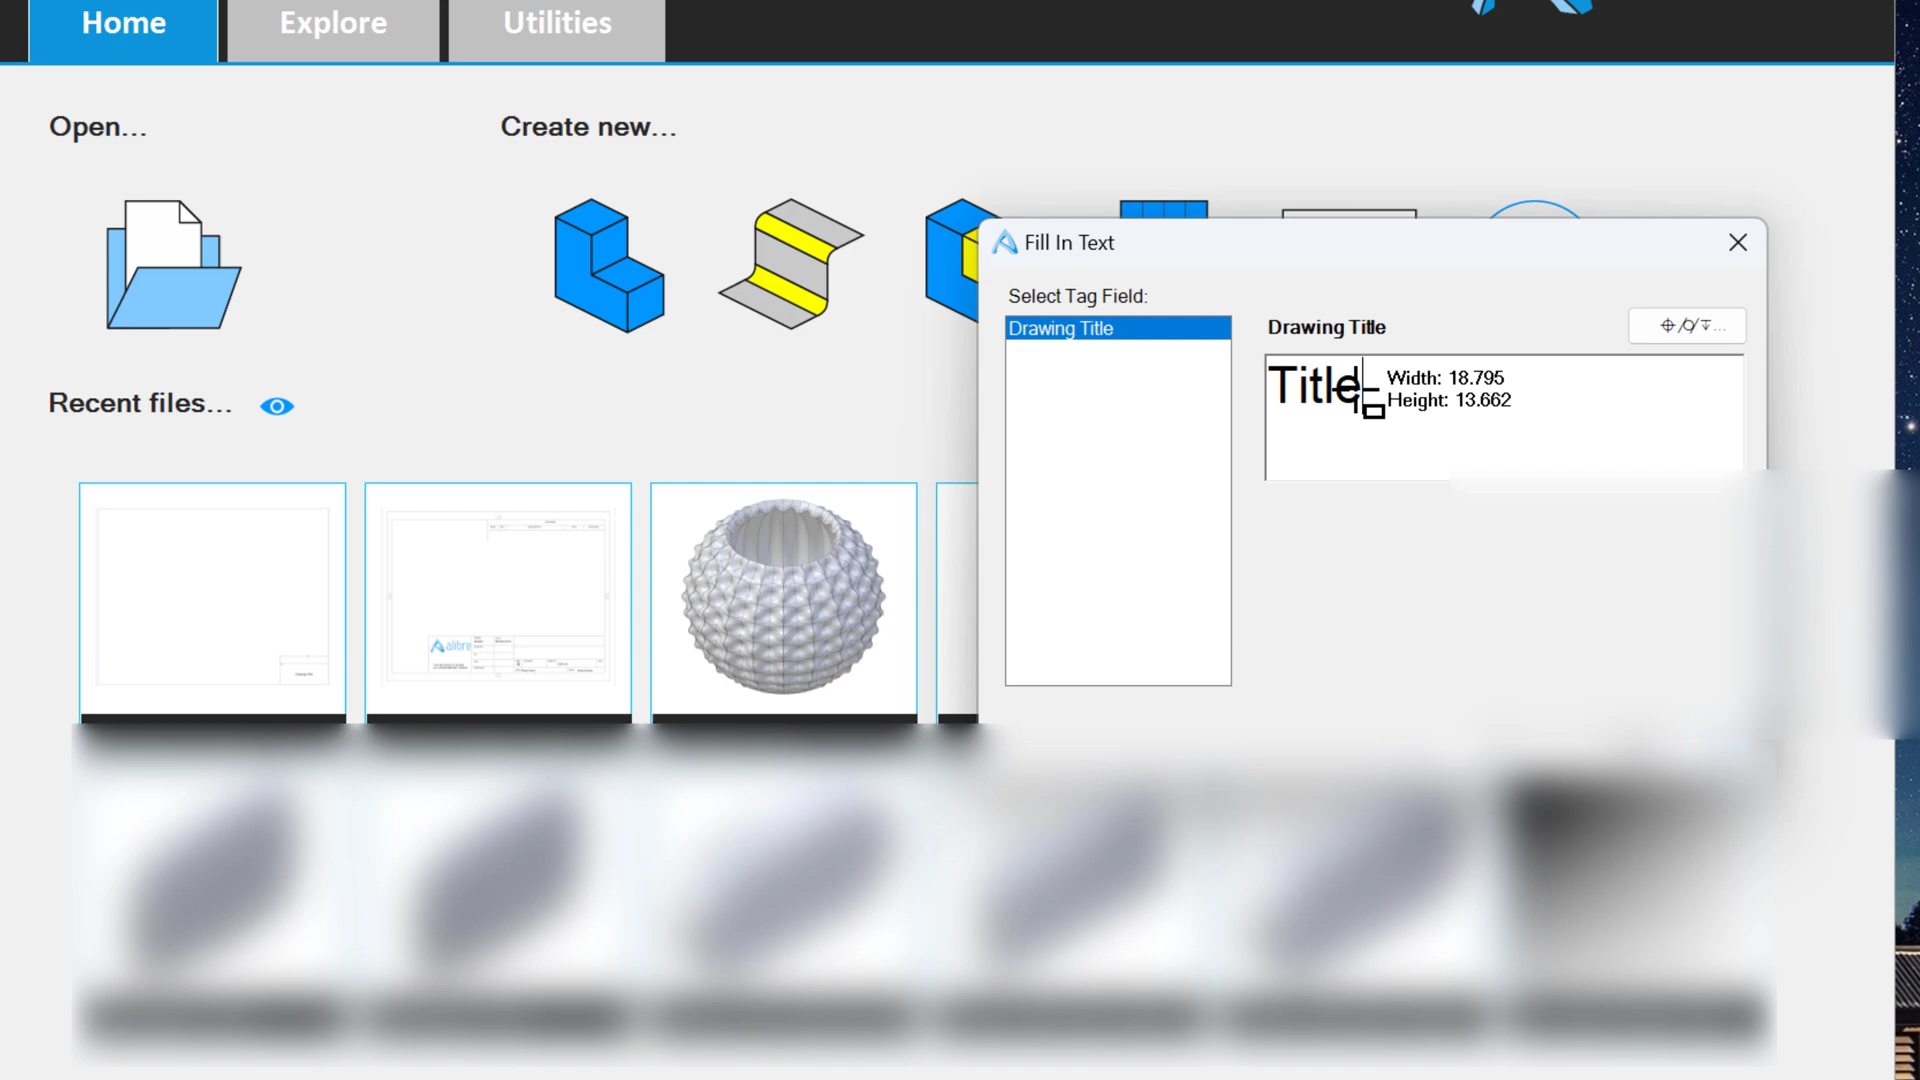 Home
Explore
Utilities
Open...
Create new...
Recent files...
Fill In Text
Select Tag Field:
Drawing Title
Drawing Title
Title
Width: 18.795
Height: 13.662
alibre